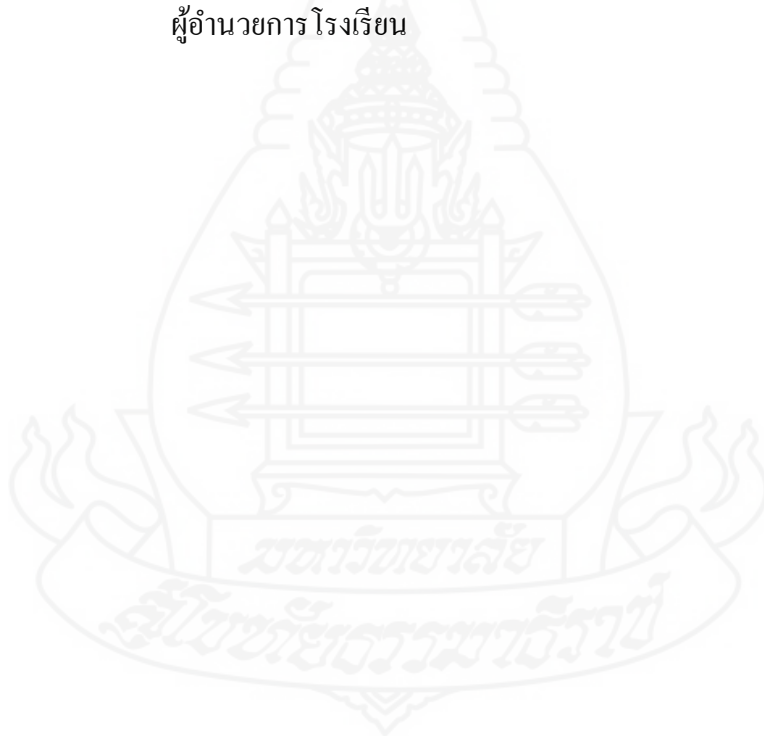 ผู้อำนวยการโรงเรียน
มหาวิทยาลัย
สุโขทัยธรรมาธิราช